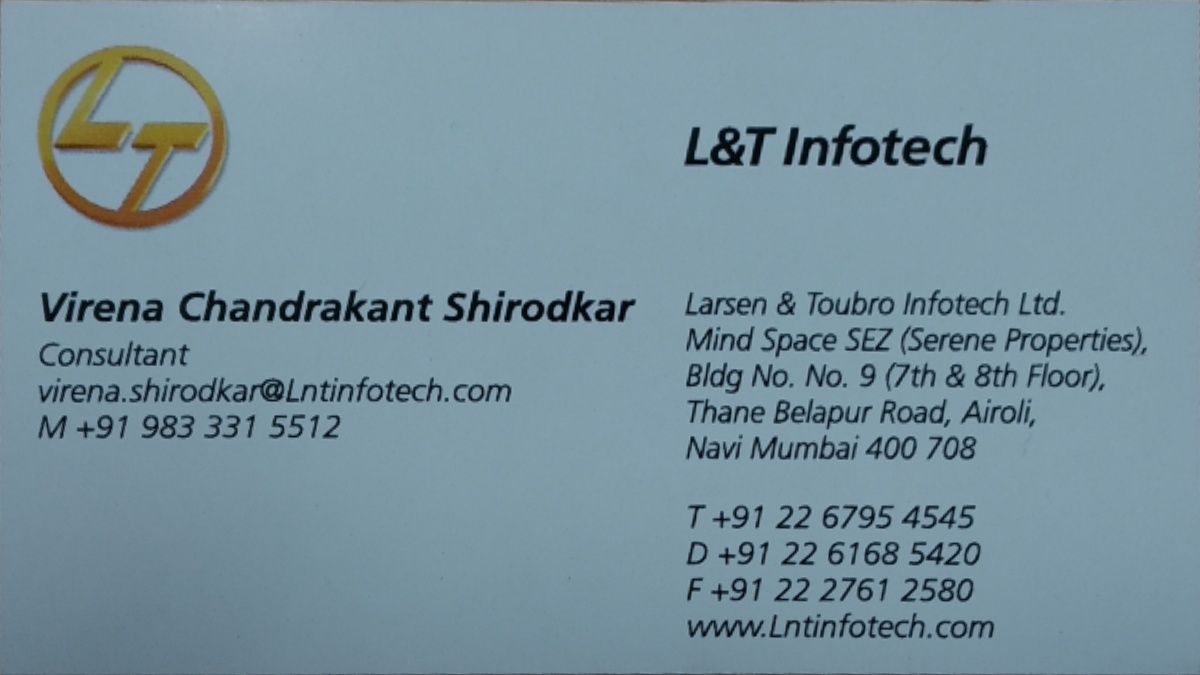 LT
L&T Infotech
Virena Chandrakant Shirodkar
Consultant
virena.shirodkar@Lntinfotech.com
M +91 983 331 5512
Larsen & Toubro Infotech Ltd.
Mind Space SEZ (Serene Properties),
Bldg No. No. 9 (7th & 8th Floor),
Thane Belapur Road, Airoli,
Navi Mumbai 400 708
T +91 22 6795 4545
D +91 22 6168 5420
F +91 22 2761 2580
www.Lntinfotech.com